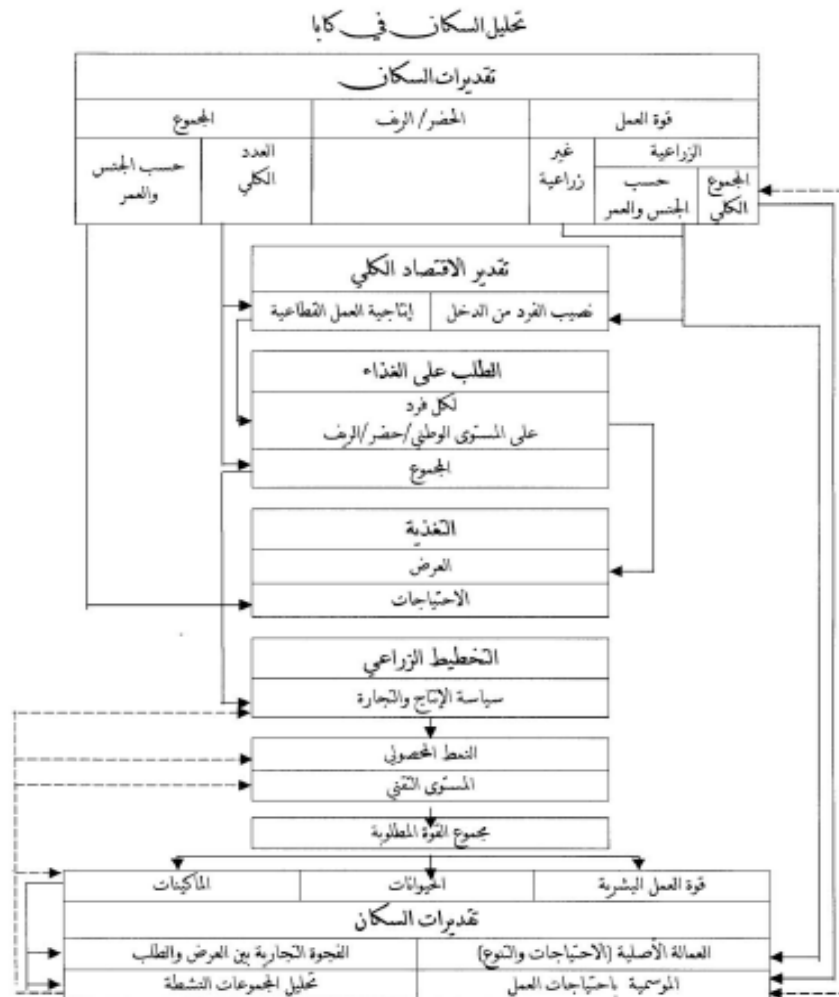 تحليل السكان في كابا
تقديرات السكان
قوة العمل
الحضر/ الريف
المجموع
الزراعية
غير
زراعية
العدد
الكلي
حسب الجنس
والعمر
المجموع
الكلي
حسب
الجنس والعمر
تقدير الاقتصاد الكلي
نصيب الفرد من الدخل
إنتاجية العمل القطاعية
الطلب على الغذاء
لكل فرد
على المستوى الوطني/حضر/الريف
المجموع
التغذية
العرض
الاحتياجات
التخطيط الزراعي
سياسة الإنتاج والتجارة
النمط المحصولي
المستوى التقني
مجموع القوة المطلوبة
قوة العمل البشرية
الحيوانات
الماكينات
تقديرات السكان
العمالة الأصلية (الاحتياجات والتنوع)
الفجوة التجارية بين العرض والطلب
الموسمية باحتياجات العمل
تحليل المجموعات النشطة